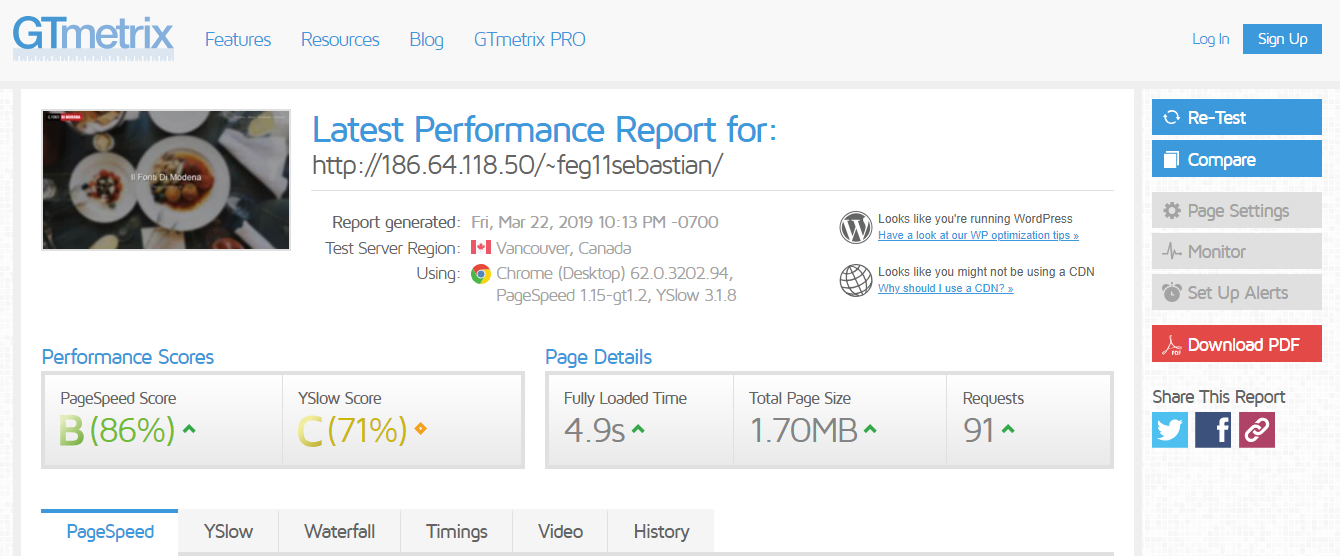 GTmetrix
Features Resources Blog GTmetrix PRO
Log In Sign Up
IL FONTI DI MODENA
Il Fonti Di Modena
Latest Performance Report for:
http://186.64.118.50/~feg11sebastian/
Report generated: Fri, Mar 22, 2019 10:13 PM -0700
Test Server Region: Vancouver, Canada
Using: Chrome (Desktop) 62.0.3202.94,
PageSpeed 1.15-gt1.2, YSlow 3.1.8
Looks like you're running WordPress
Have a look at our WP optimization tips »
Looks like you might not be using a CDN
Why should I use a CDN? »
Performance Scores
PageSpeed Score
B (86%)
YSlow Score
C (71%)
Page Details
Fully Loaded Time
4.9s
Total Page Size
1.70MB
Requests
91
PageSpeed YSlow Waterfall Timings Video History
Re-Test
Compare
Page Settings
Monitor
Set Up Alerts
PDF
Download PDF
Share This Report